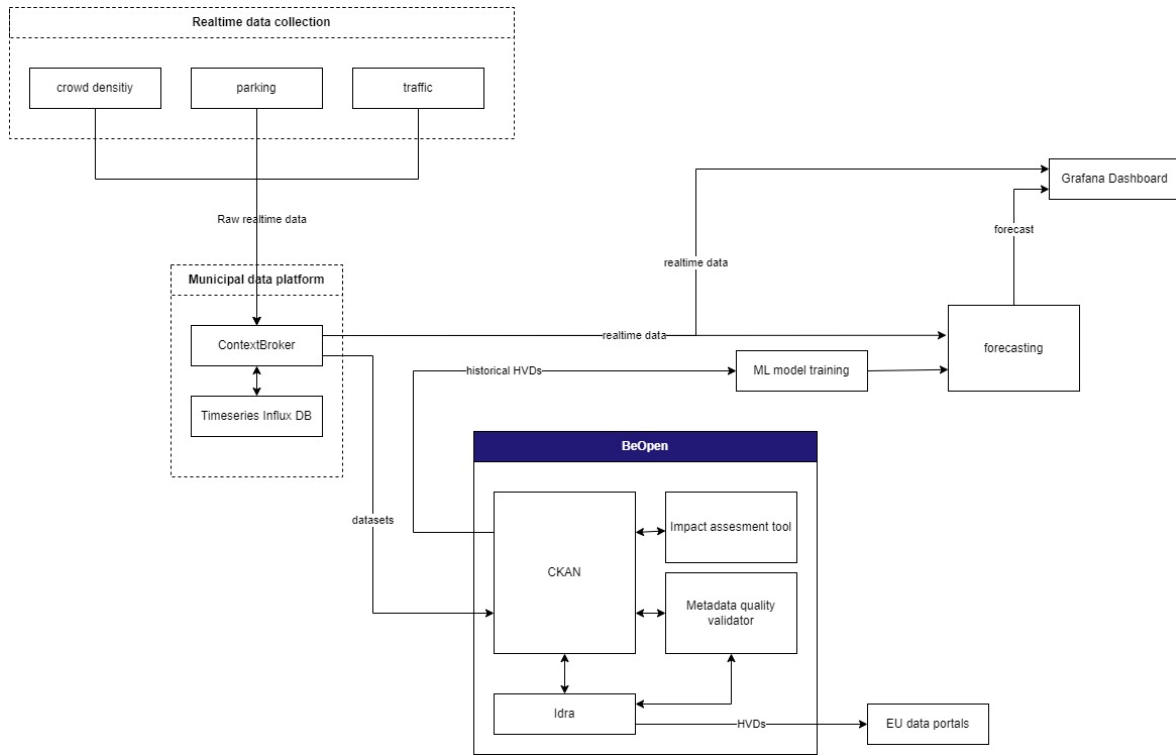 Realtime data collection
crowd densitiy
parking
traffic
Raw realtime data
Grafana Dashboard
forecast
realtime data
Municipal data platform
ContextBroker
realtime data
forecasting
historical HVDs
ML model training
Timeseries Influx DB
BeOpen
datasets
Impact assesment tool
CKAN
Metadata quality
validator
Idra
HVDs
EU data portals